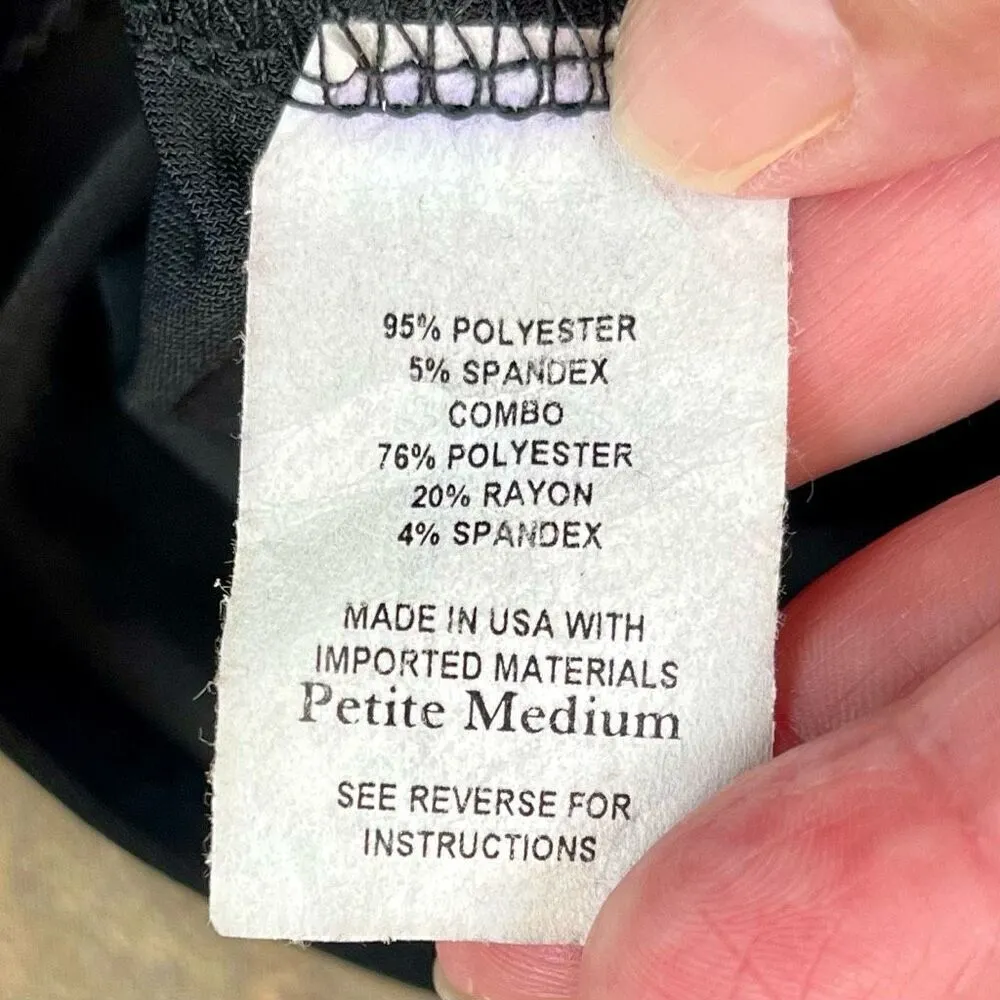 95% POLYESTER
5% SPANDEX
COMBO
76% POLYESTER
20% RAYON
4% SPANDEX
MADE IN USA WITH
IMPORTED MATERIALS
Petite Medium
SEE REVERSE FOR
INSTRUCTIONS